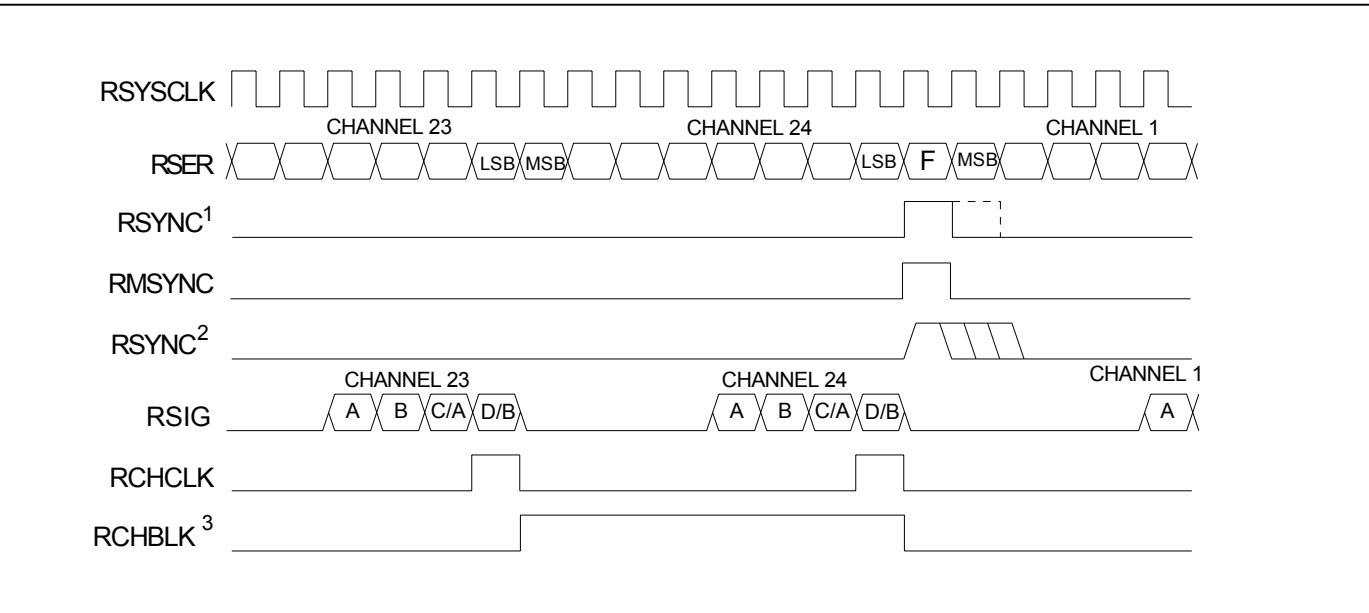 RSYSCLK
CHANNEL 23 CHANNEL 24 CHANNEL 1
RSER LSB MSB LSB F MSB
RSYNC1
RMSYNC
RSYNC2
CHANNEL 23 CHANNEL 24 CHANNEL 1
RSIG A B C/A D/B A B C/A D/B A
RCHCLK
RCHBLK 3